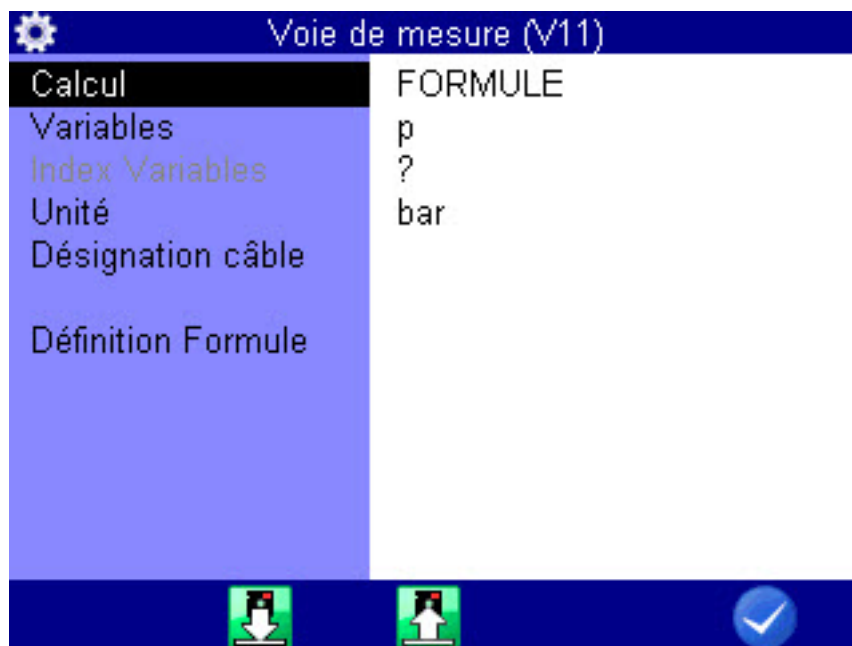 Voie de mesure (V11)
Calcul FORMULE
Variables p
Index Variables ?
Unité bar
Désignation câble
Définition Formule